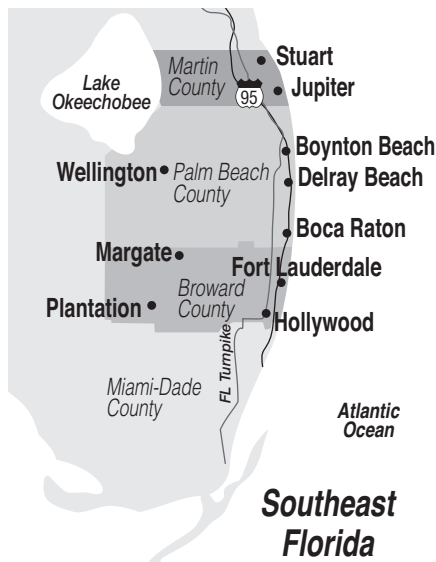 Stuart
Martin
County
Lake
Okeechobee
Jupiter
95
Boynton Beach
Wellington
Palm Beach
County
Delray Beach
Boca Raton
Margate
Fort Lauderdale
Broward
County
Plantation
Hollywood
FL Turnpike
Miami-Dade
County
Atlantic
Ocean
Southeast
Florida